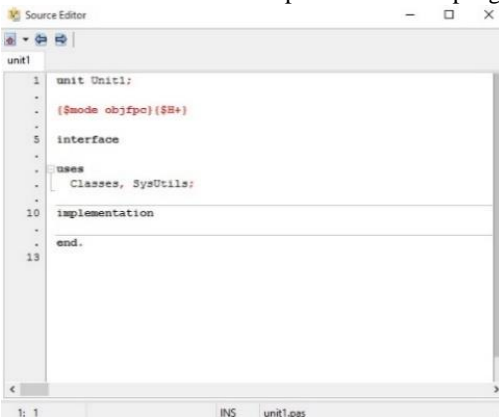 Source Editor
unit1
1 unit Unit1;
.
. {$mode objfpc}{$H+}
.
5 interface
.
. uses
. Classes, SysUtils;
.
10 implementation
.
. end.
13
1: 1 INS unit1.pas